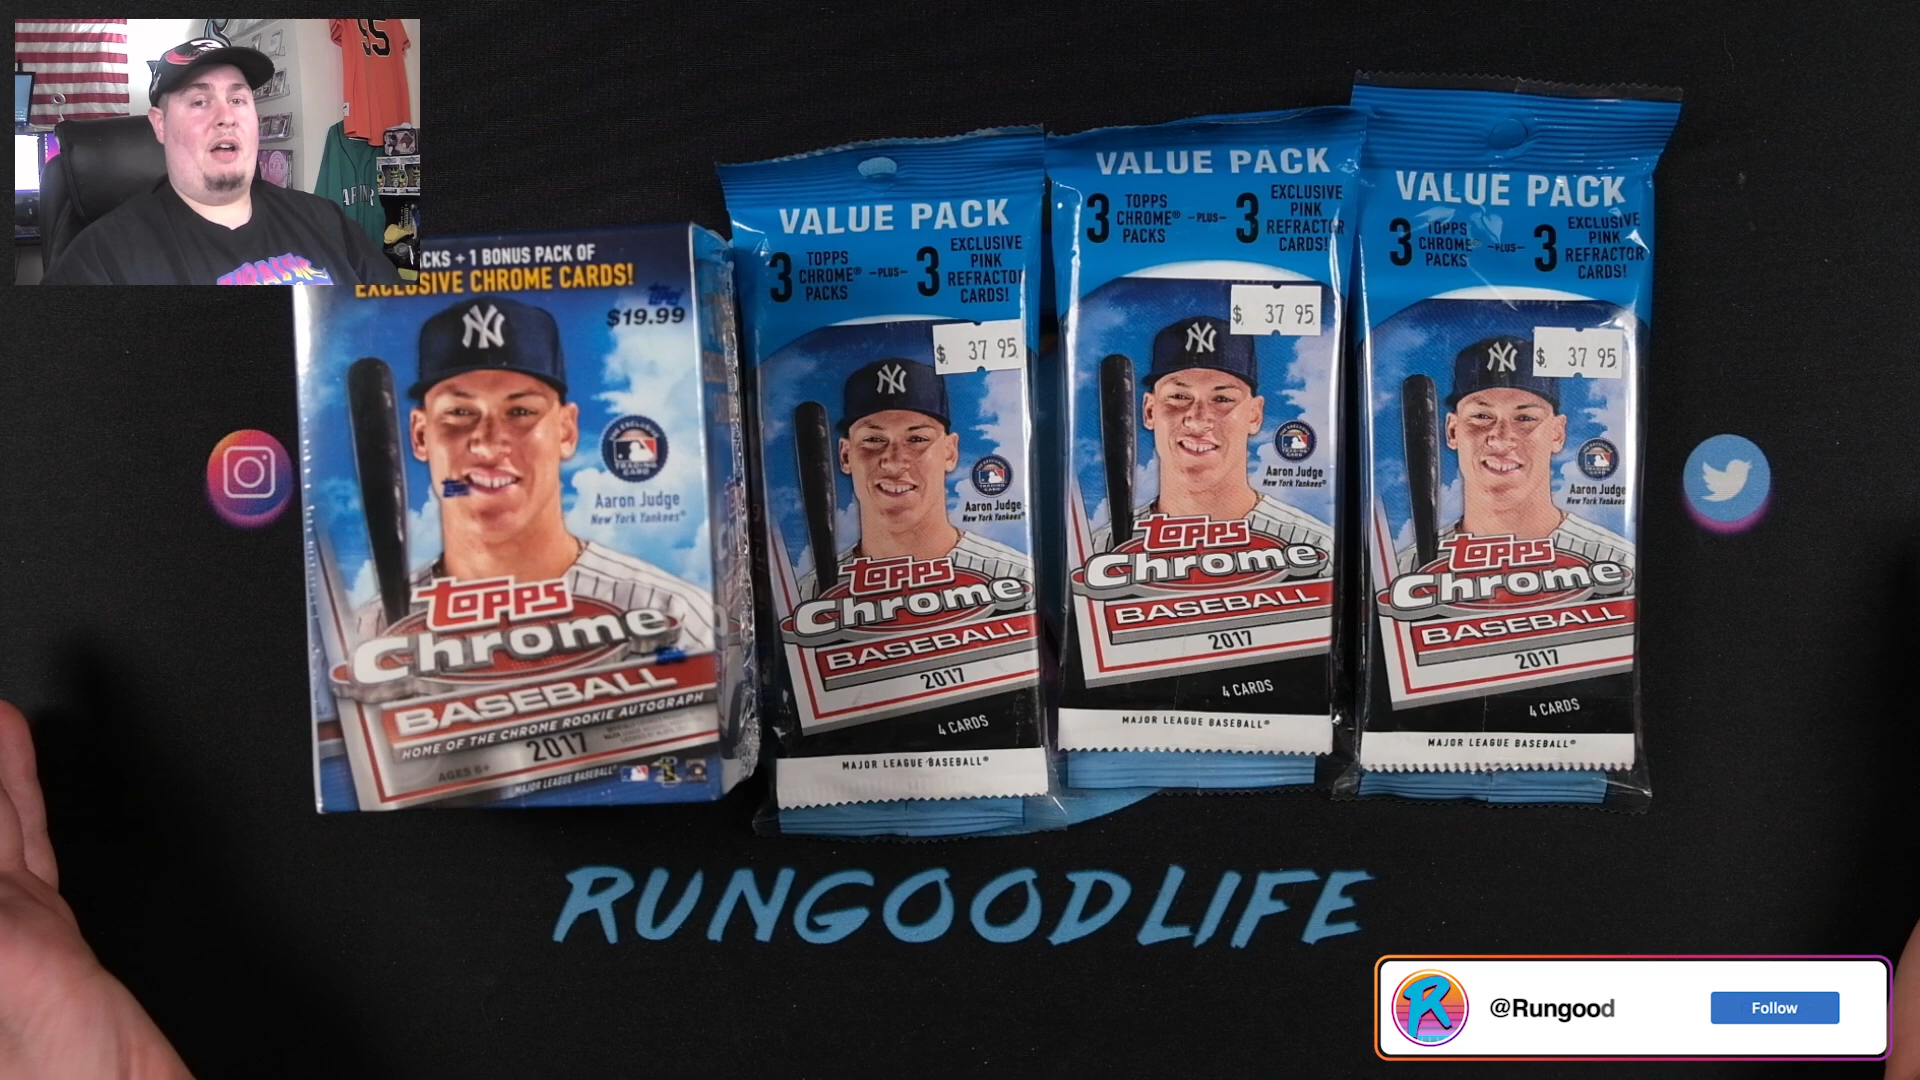 55
ACKS + 1 BONUS PACK OF
EXCLUSIVE CHROME CARDS!
topps
$19.99
NY
Aaron Judge
New York Yankees®
topps
Chrome
BASEBALL
HOME OF THE CHROME ROOKIE AUTOGRAPH
2017
AGES 6+
MAJOR LEAGUE BASEBALL®
VALUE PACK
3 TOPPS CHROME® PACKS -PLUS- 3 EXCLUSIVE PINK REFRACTOR CARDS!
$ 37 95
NY
Aaron Judge
New York Yankees®
topps
Chrome
BASEBALL
2017
4 CARDS
MAJOR LEAGUE BASEBALL®
VALUE PACK
3 TOPPS CHROME® PACKS -PLUS- 3 EXCLUSIVE PINK REFRACTOR CARDS!
$ 37 95
NY
Aaron Judge
New York Yankees®
topps
Chrome
BASEBALL
2017
4 CARDS
MAJOR LEAGUE BASEBALL®
VALUE PACK
3 TOPPS CHROME® PACKS -PLUS- 3 EXCLUSIVE PINK REFRACTOR CARDS!
$ 37 95
NY
Aaron Judge
New York Yankees®
topps
Chrome
BASEBALL
2017
4 CARDS
MAJOR LEAGUE BASEBALL®
RUNGOODLIFE
R
@Rungood
Follow